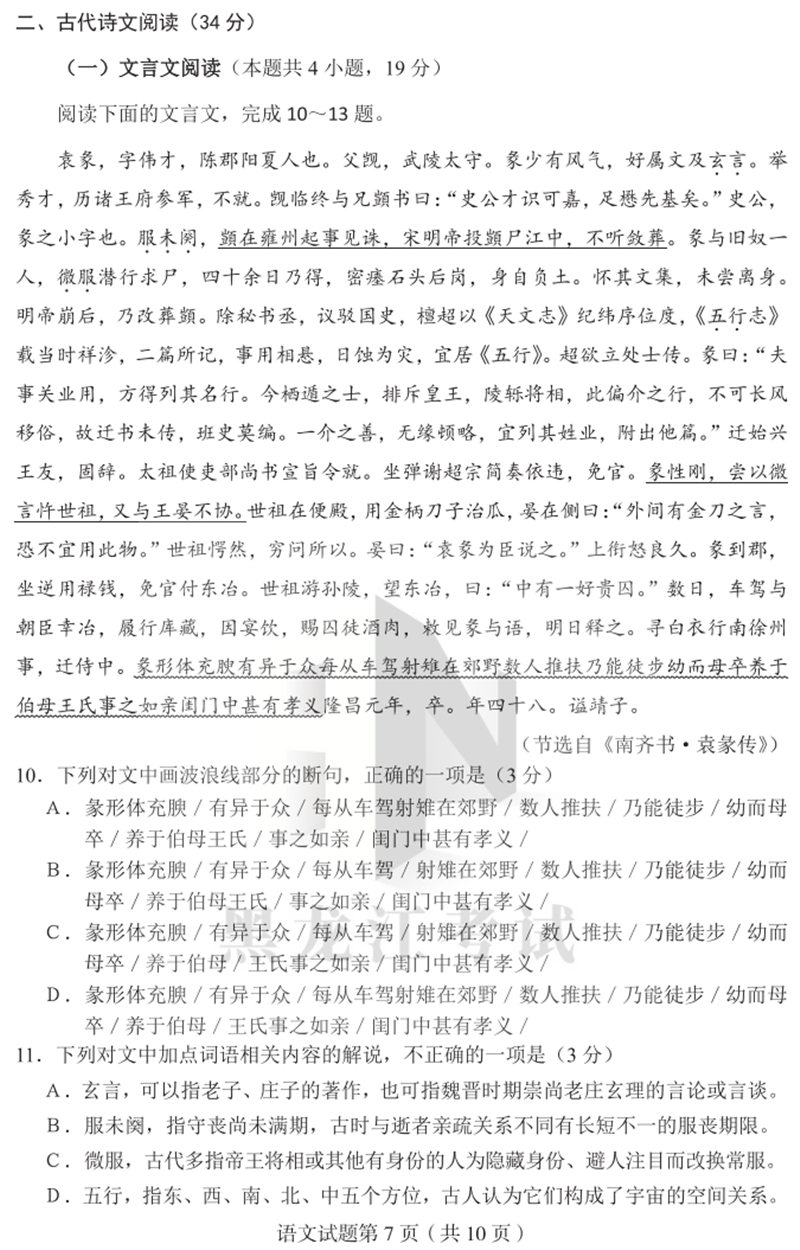 二、古代诗文阅读（34 分）
（一）文言文阅读（本题共 4 小题，19 分）
阅读下面的文言文，完成 10～13 题。
袁彖，字伟才，陈郡阳夏人也。父觊，武陵太守。彖少有风气，好属文及玄言。举
秀才，历诸王府参军，不就。觊临终与兄顗书曰：“史公才识可嘉，足懋先基矣。”史公，
彖之小字也。服未阕，顗在雍州起事见诛，宋明帝投顗尸江中，不听敛葬。彖与旧奴一
人，微服潜行求尸，四十余日乃得，密瘗石头后岗，身自负土。怀其文集，未尝离身。
明帝崩后，乃改葬顗。除秘书丞，议驳国史，檀超以《天文志》纪纬序位度，《五行志》
载当时祥沴，二篇所记，事用相悬，日蚀为灾，宜居《五行》。超欲立处士传。彖曰：“夫
事关业用，方得列其名行。今栖遁之士，排斥皇王，陵轹将相，此偏介之行，不可长风
移俗，故迁书未传，班史莫编。一介之善，无缘顿略，宜列其姓业，附出他篇。”迁始兴
王友，固辞。太祖使吏部尚书宣旨令就。坐弹谢超宗简奏依违，免官。彖性刚，尝以微
言忤世祖，又与王晏不协。世祖在便殿，用金柄刀子治瓜，晏在侧曰：“外间有金刀之言，
恐不宜用此物。”世祖愕然，穷问所以。晏曰：“袁彖为臣说之。”上衔怒良久。彖到郡，
坐逆用禄钱，免官付东冶。世祖游孙陵，望东冶，曰：“中有一好贵囚。”数日，车驾与
朝臣幸冶，履行库藏，因宴饮，赐囚徒酒肉，敕见彖与语，明日释之。寻白衣行南徐州
事，迁侍中。彖形体充腴有异于众每从车驾射雉在郊野数人推扶乃能徒步幼而母卒养于
伯母王氏事之如亲闺门中甚有孝义隆昌元年，卒。年四十八。谥靖子。
（节选自《南齐书·袁彖传》）
10．下列对文中画波浪线部分的断句，正确的一项是（3 分）
A．彖形体充腴 / 有异于众 / 每从车驾射雉在郊野 / 数人推扶 / 乃能徒步 / 幼而母
卒 / 养于伯母王氏 / 事之如亲 / 闺门中甚有孝义 /
B．彖形体充腴 / 有异于众 / 每从车驾 / 射雉在郊野 / 数人推扶 / 乃能徒步 / 幼而
母卒 / 养于伯母王氏 / 事之如亲 / 闺门中甚有孝义 /
C．彖形体充腴 / 有异于众 / 每从车驾 / 射雉在郊野 / 数人推扶 / 乃能徒步 / 幼而
母卒 / 养于伯母 / 王氏事之如亲 / 闺门中甚有孝义 /
D．彖形体充腴 / 有异于众 / 每从车驾射雉在郊野 / 数人推扶 / 乃能徒步 / 幼而母
卒 / 养于伯母 / 王氏事之如亲 / 闺门中甚有孝义 /
11．下列对文中加点词语相关内容的解说，不正确的一项是（3 分）
A．玄言，可以指老子、庄子的著作，也可指魏晋时期崇尚老庄玄理的言论或言谈。
B．服未阕，指守丧尚未满期，古时与逝者亲疏关系不同有长短不一的服丧期限。
C．微服，古代多指帝王将相或其他有身份的人为隐藏身份、避人注目而改换常服。
D．五行，指东、西、南、北、中五个方位，古人认为它们构成了宇宙的空间关系。
语文试题第 7 页（共 10 页）
黑龙江考试